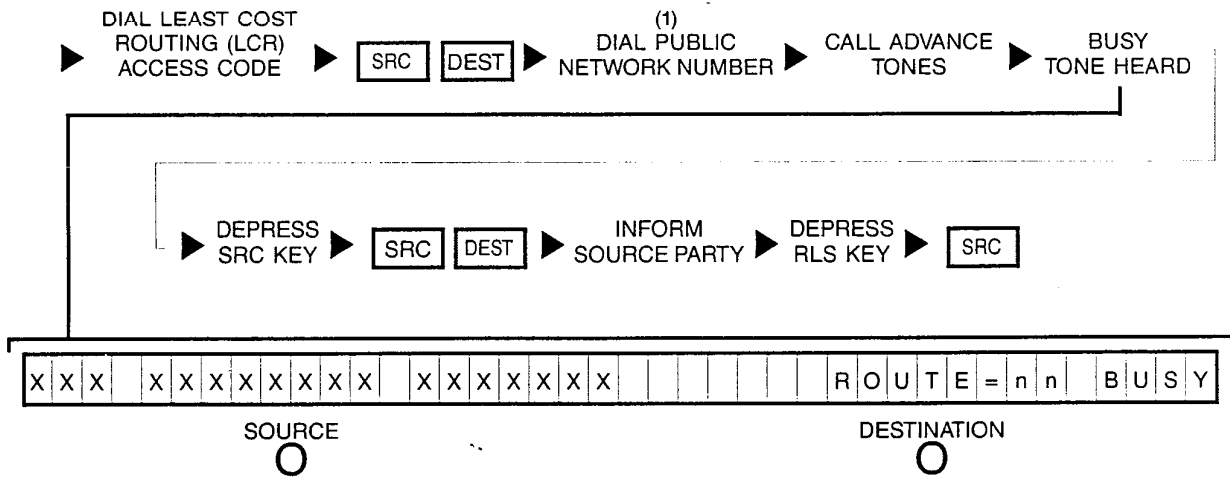 DIAL LEAST COST
ROUTING (LCR)
ACCESS CODE
SRC DEST
(1)
DIAL PUBLIC
NETWORK NUMBER
CALL ADVANCE
TONES
BUSY
TONE HEARD
DEPRESS
SRC KEY
SRC DEST
INFORM
SOURCE PARTY
DEPRESS
RLS KEY
SRC
XXX XXXXXXXX XXXXXXX ROUTE=nn BUSY
SOURCE DESTINATION